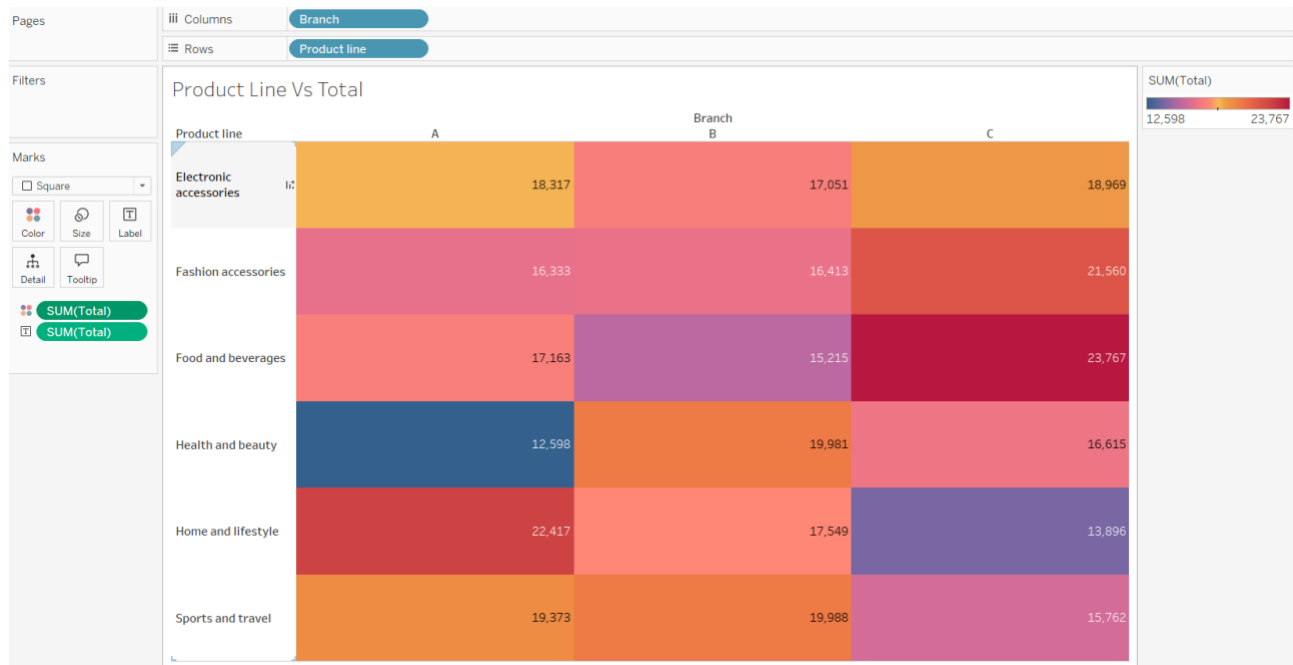 Pages
Columns
Branch
Rows
Product line
Filters
Marks
Square
Color
Size
Label
Detail
Tooltip
SUM(Total)
SUM(Total)
Product Line Vs Total
Branch
Product line A B C
Electronic
accessories 18,317 17,051 18,969
Fashion accessories 16,333 16,413 21,560
Food and beverages 17,163 15,215 23,767
Health and beauty 12,598 19,981 16,615
Home and lifestyle 22,417 17,549 13,896
Sports and travel 19,373 19,988 15,762
SUM(Total)
12,598 23,767